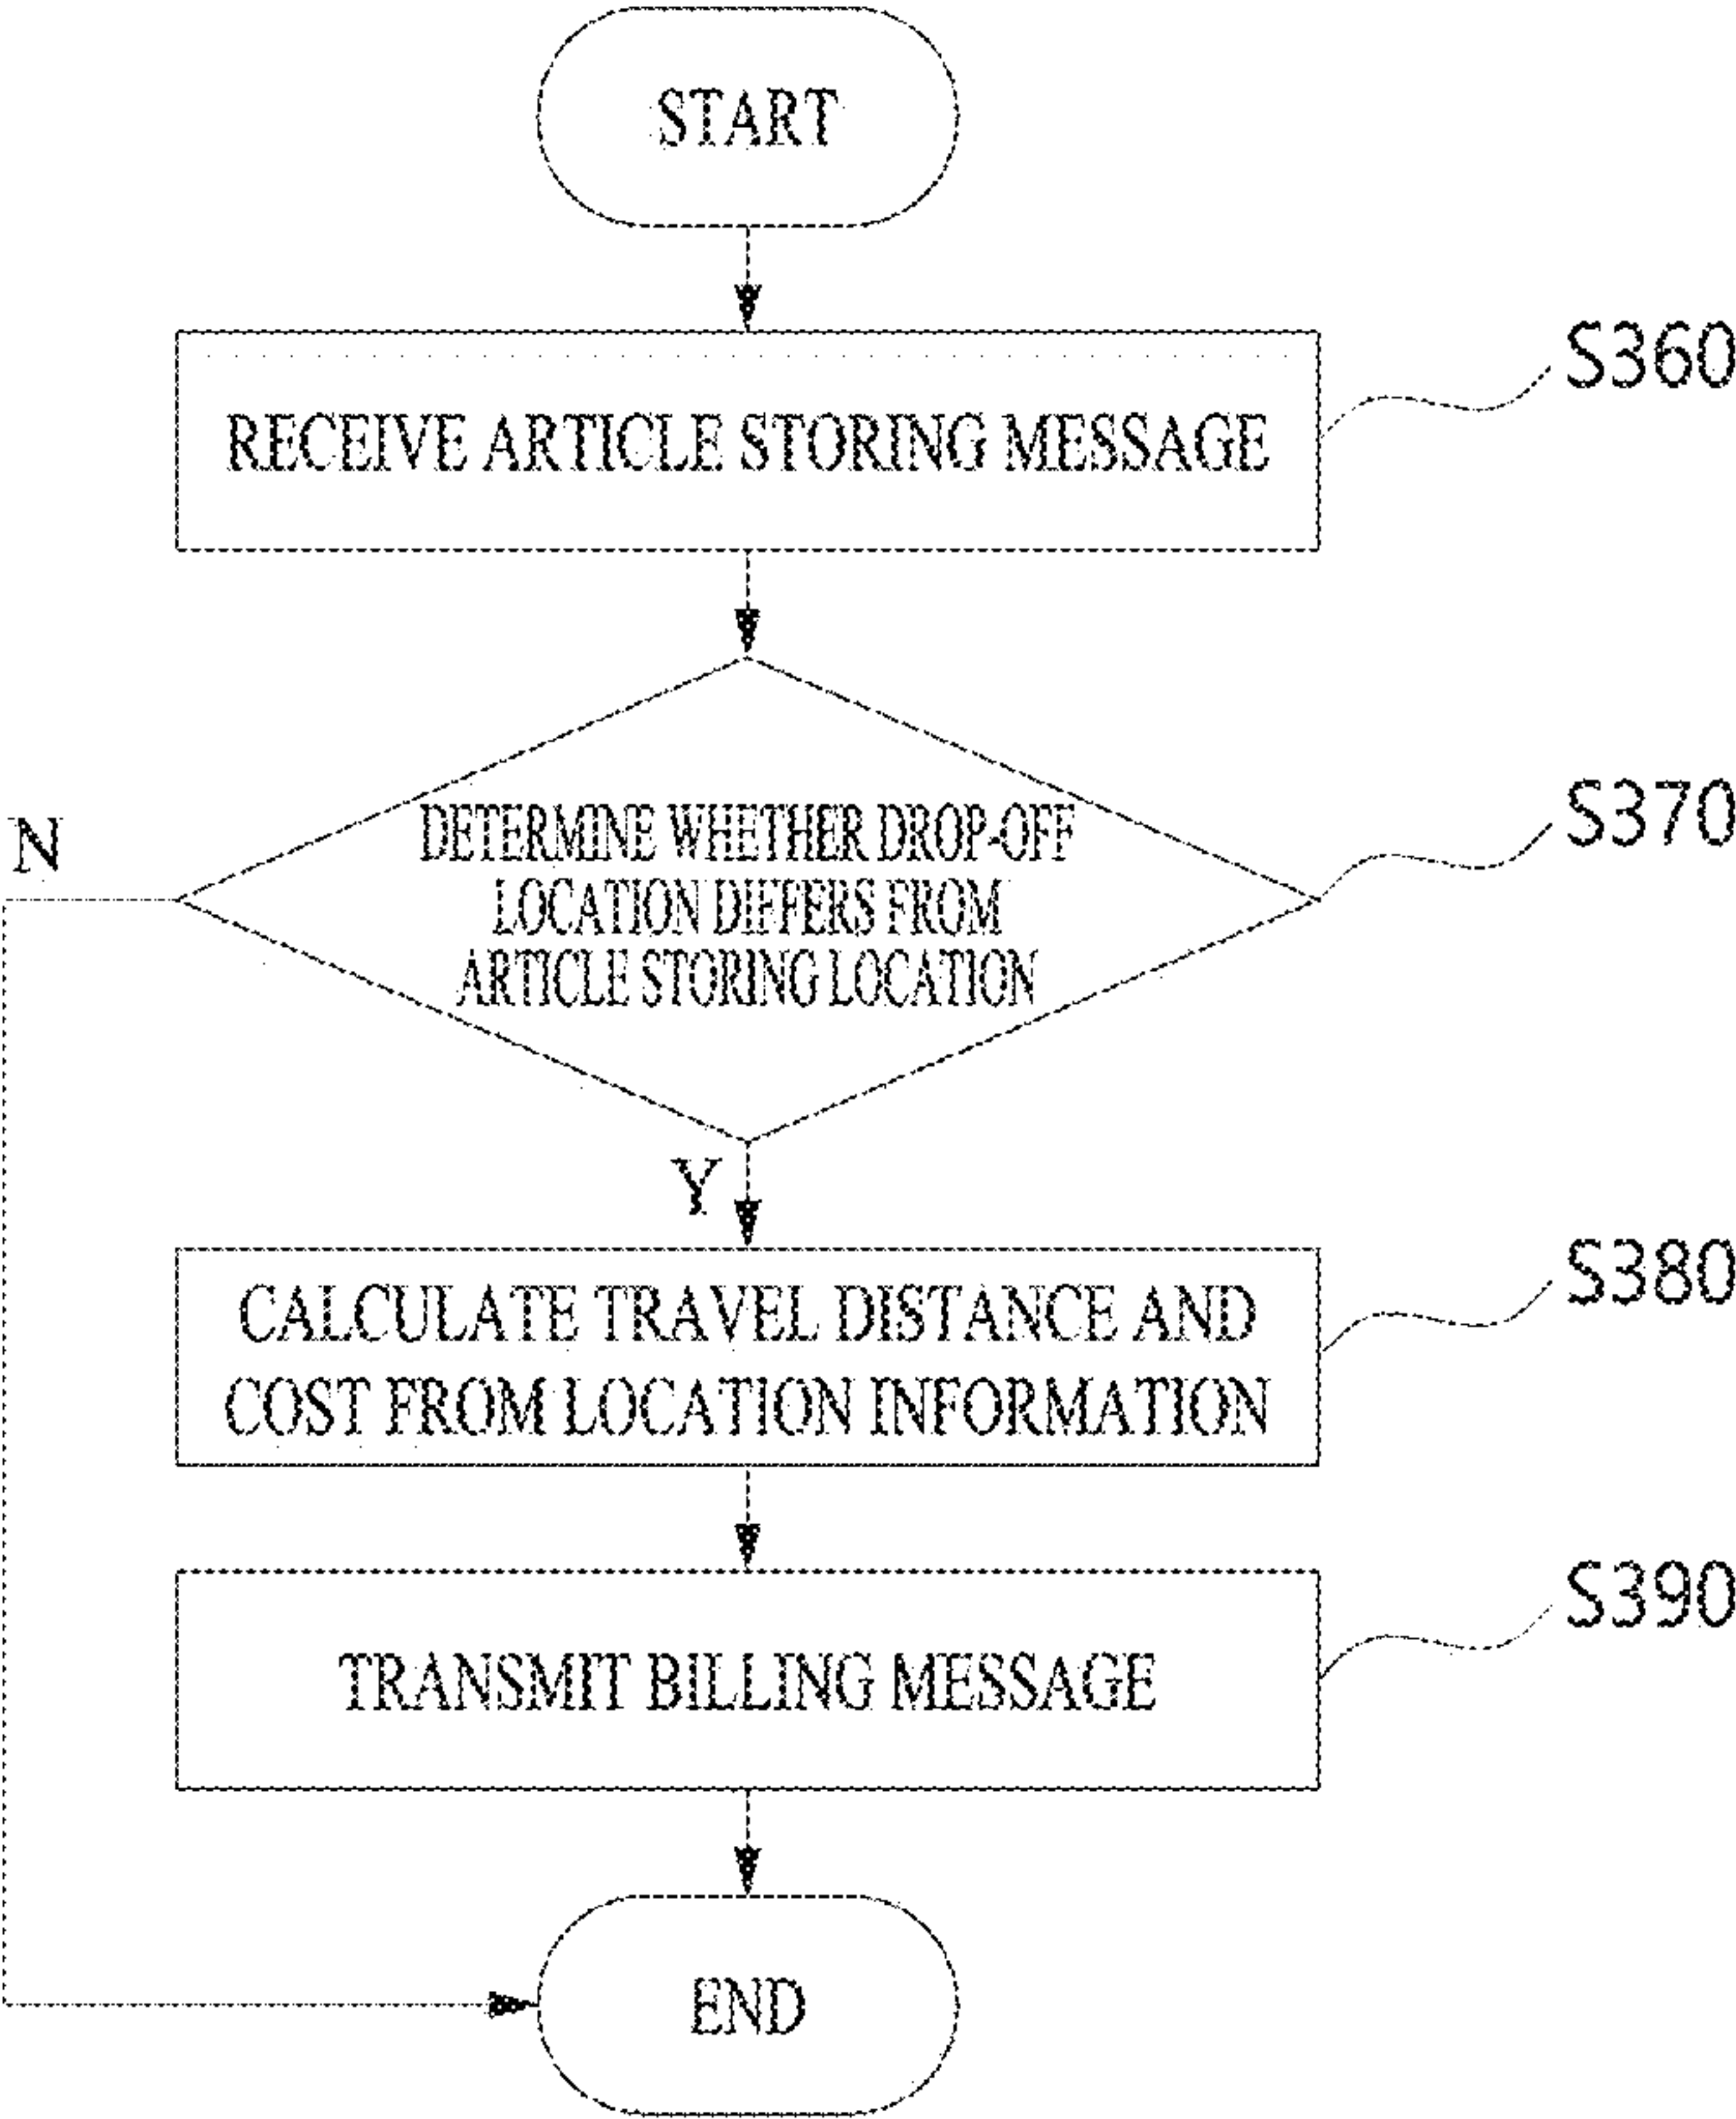 START
RECEIVE ARTICLE STORING MESSAGE
S360
DETERMINE WHETHER DROP-OFF
LOCATION DIFFERS FROM
ARTICLE STORING LOCATION
S370
N
Y
CALCULATE TRAVEL DISTANCE AND
COST FROM LOCATION INFORMATION
S380
TRANSMIT BILLING MESSAGE
S390
END